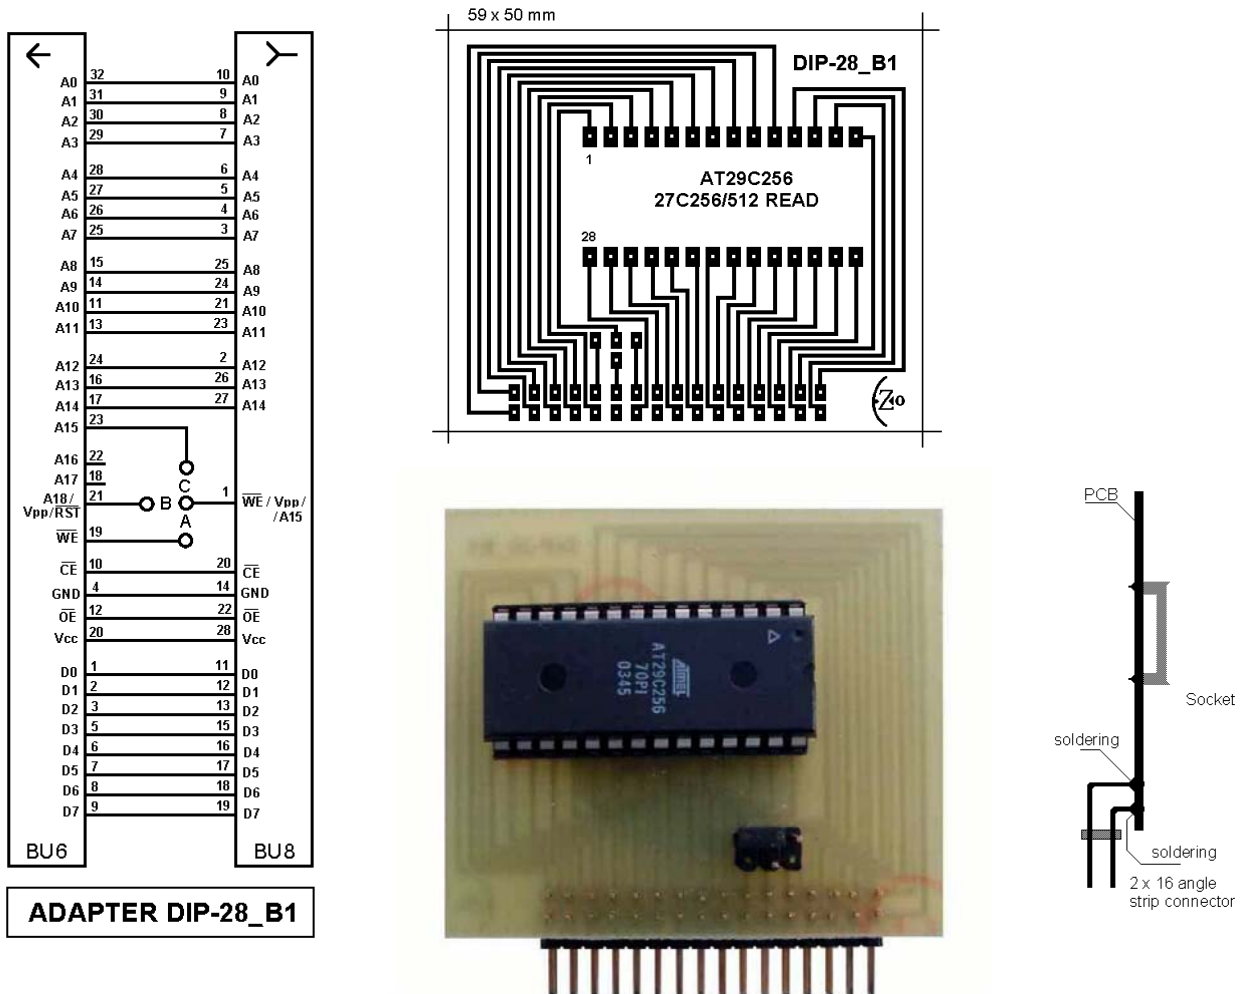 59 x 50 mm
DIP-28_B1
1
AT29C256
27C256/512 READ
28
Zo
A0 32 10 A0
A1 31 9 A1
A2 30 8 A2
A3 29 7 A3
A4 28 6 A4
A5 27 5 A5
A6 26 4 A6
A7 25 3 A7
A8 15 25 A8
A9 14 24 A9
A10 11 21 A10
A11 13 23 A11
A12 24 2 A12
A13 16 26 A13
A14 17 27 A14
A15 23
A16 22
A17 18
C
A18/ 21 B 1 WE / Vpp/
Vpp/RST /A15
A
WE 19
CE 10 20 CE
GND 4 14 GND
OE 12 22 OE
Vcc 20 28 Vcc
D0 1 11 D0
D1 2 12 D1
D2 3 13 D2
D3 5 15 D3
D4 6 16 D4
D5 7 17 D5
D6 8 18 D6
D7 9 19 D7
BU6 BU8
ADAPTER DIP-28_B1
ATMEL
AT29C256
70PI
0345
PCB
Socket
soldering
soldering
2 x 16 angle
strip connector